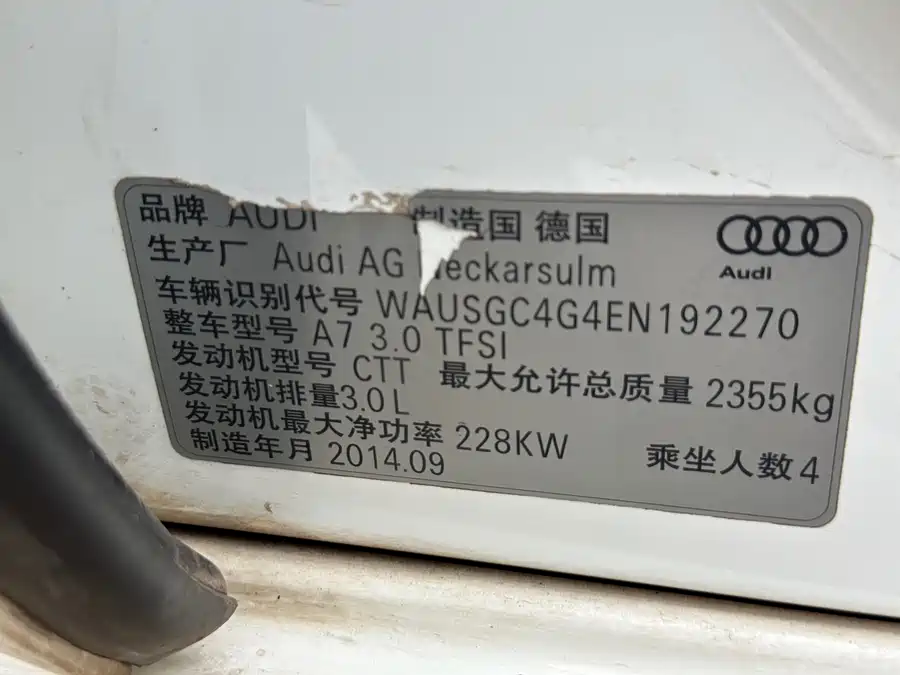 品牌 AUDI 制造国 德国
Audi
生产厂 Audi AG Neckarsulm
车辆识别代号 WAUSGC4G4EN192270
整车型号 A7 3.0 TFSI
发动机型号 CTT 最大允许总质量 2355kg
发动机排量3.0L
发动机最大净功率 228KW
制造年月 2014.09 乘坐人数4